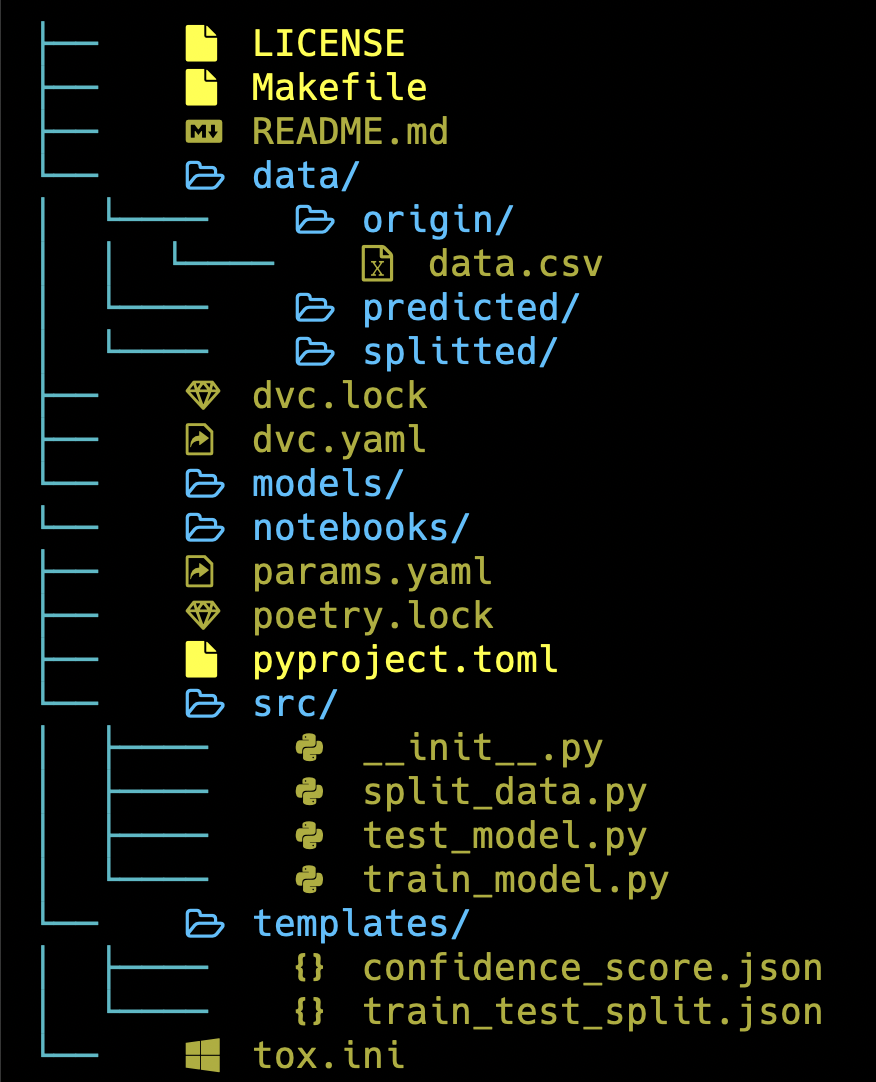 LICENSE
Makefile
README.md
data/
origin/
data.csv
predicted/
splitted/
dvc.lock
dvc.yaml
models/
notebooks/
params.yaml
poetry.lock
pyproject.toml
src/
__init__.py
split_data.py
test_model.py
train_model.py
templates/
confidence_score.json
train_test_split.json
tox.ini